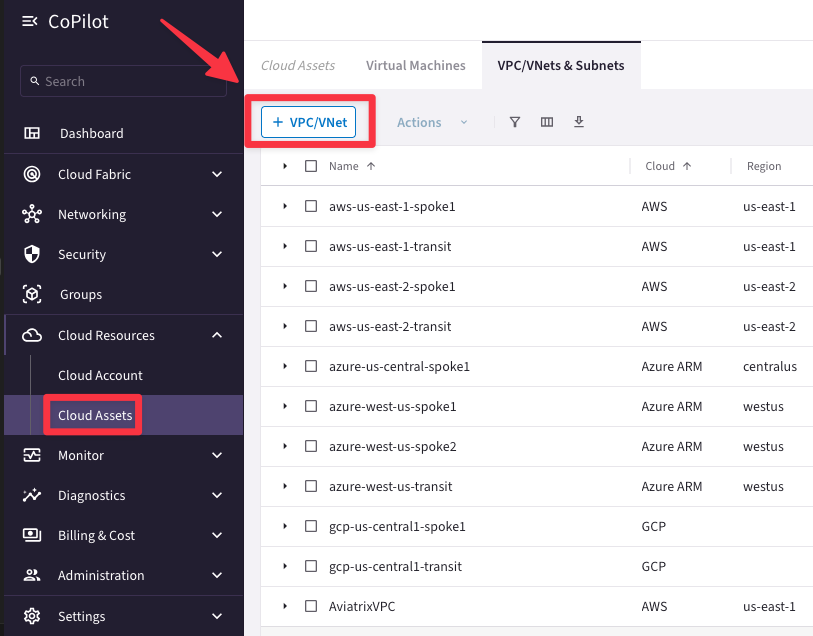 CoPilot
Search
Dashboard
Cloud Fabric
Networking
Security
Groups
Cloud Resources
Cloud Account
Cloud Assets
Monitor
Diagnostics
Billing & Cost
Administration
Settings
Cloud Assets Virtual Machines VPC/VNets & Subnets
+ VPC/VNet Actions
Name Cloud Region
aws-us-east-1-spoke1 AWS us-east-1
aws-us-east-1-transit AWS us-east-1
aws-us-east-2-spoke1 AWS us-east-2
aws-us-east-2-transit AWS us-east-2
azure-us-central-spoke1 Azure ARM centralus
azure-west-us-spoke1 Azure ARM westus
azure-west-us-spoke2 Azure ARM westus
azure-west-us-transit Azure ARM westus
gcp-us-central1-spoke1 GCP
gcp-us-central1-transit GCP
AviatrixVPC AWS us-east-1